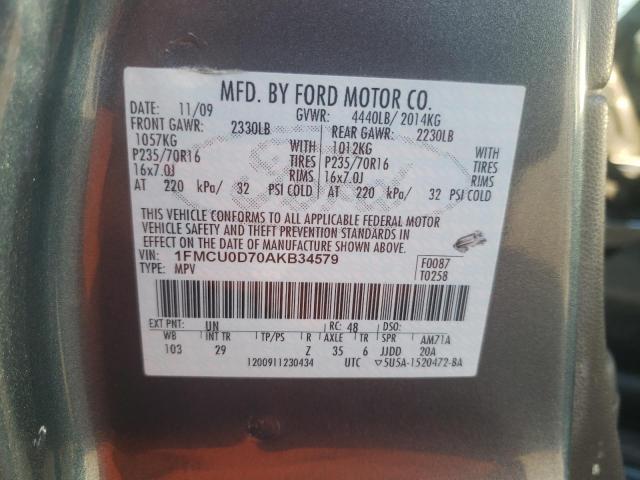 MFD. BY FORD MOTOR CO.
DATE: 11/09 GVWR: 4440LB/ 2014KG
FRONT GAWR: 2330LB REAR GAWR: 2230LB
1057KG WITH 1012KG WITH
P235/70R16 TIRES P235/70R16 TIRES
16x7.0J RIMS 16x7.0J RIMS
AT 220 kPa/ 32 PSI COLD AT 220 kPa/ 32 PSI COLD
THIS VEHICLE CONFORMS TO ALL APPLICABLE FEDERAL MOTOR
VEHICLE SAFETY AND THEFT PREVENTION STANDARDS IN
EFFECT ON THE DATE OF MANUFACTURE SHOWN ABOVE.
VIN: 1FMCU0D70AKB34579 F0087
TYPE: MPV T0258
EXT PNT: UN RC: 48 DSO:
WB INT TR TP/PS R AXLE TR SPR AM71A
103 29 Z 35 6 JJDD 20A
1200911230434 UTC ▽5U5A-1520472-BA